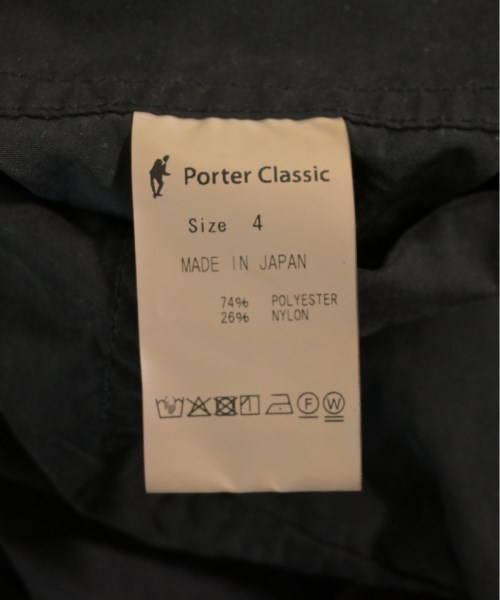 Porter Classic
Size 4
MADE IN JAPAN
74% POLYESTER
26% NYLON
F W